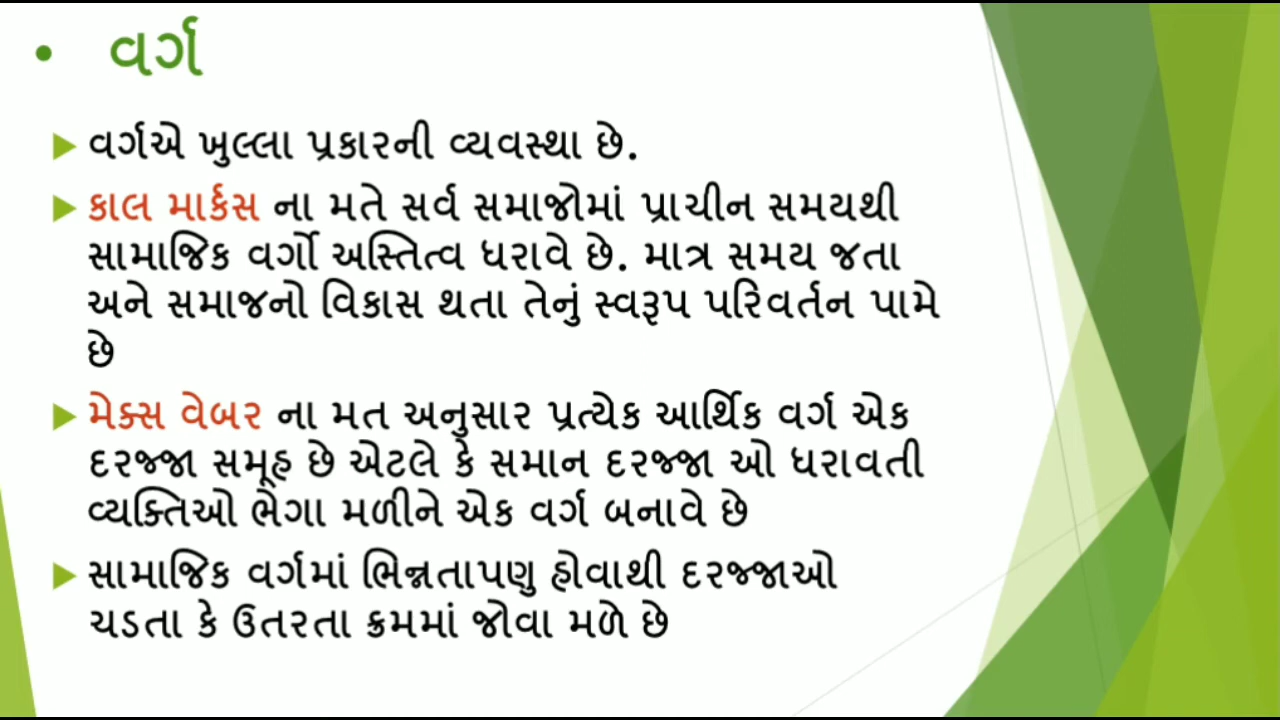 • વર્ગ
વર્ગએ ખુલ્લા પ્રકારની વ્યવસ્થા છે.
કાલ માર્કસ ના મતે સર્વ સમાજોમાં પ્રાચીન સમયથી
સામાજિક વર્ગો અસ્તિત્વ ધરાવે છે. માત્ર સમય જતા
અને સમાજનો વિકાસ થતા તેનું સ્વરૂપ પરિવર્તન પામે
છે
મેક્સ વેબર ના મત અનુસાર પ્રત્યેક આર્થિક વર્ગ એક
દરજ્જા સમૂહ છે એટલે કે સમાન દરજ્જા ઓ ધરાવતી
વ્યક્તિઓ ભેગા મળીને એક વર્ગ બનાવે છે
સામાજિક વર્ગમાં ભિન્નતાપણુ હોવાથી દરજ્જાઓ
ચડતા કે ઉતરતા ક્રમમાં જોવા મળે છે